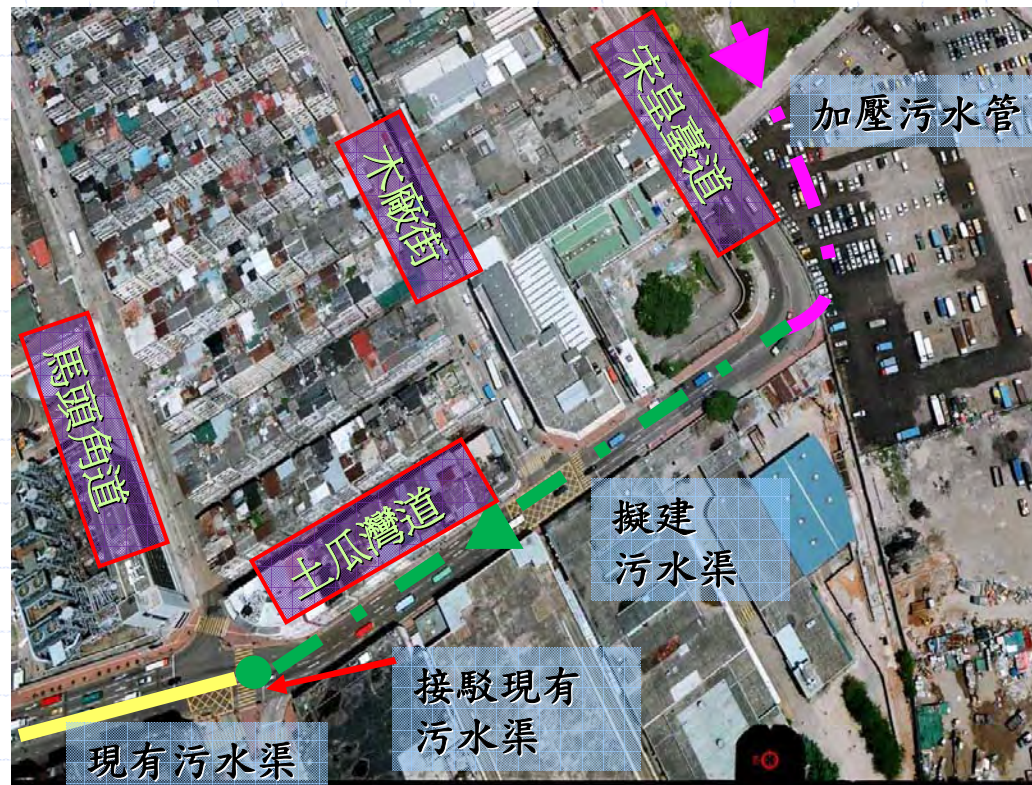 宋皇臺道
加壓污水管
木廠街
馬頭角道
土瓜灣道
擬建
污水渠
接駁現有
污水渠
現有污水渠